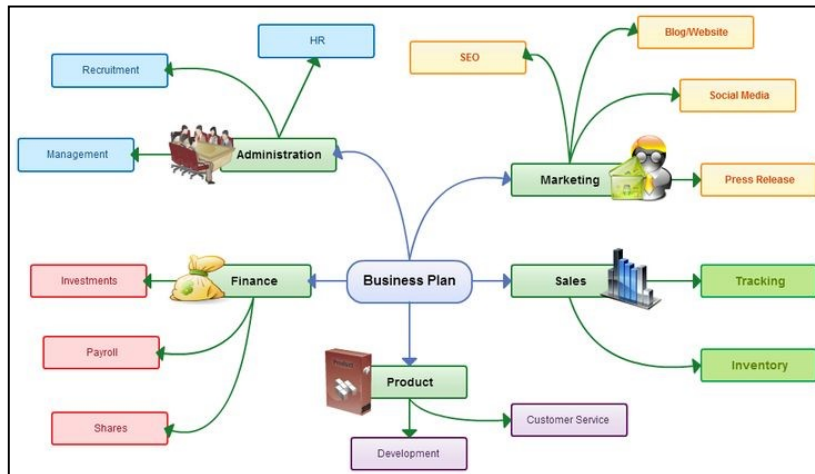 HR
Recruitment
Management
Administration
SEO
Blog/Website
Social Media
Press Release
Marketing
Investments
Finance
Business Plan
Sales
Tracking
Payroll
Inventory
Product
Product
Shares
Customer Service
Development